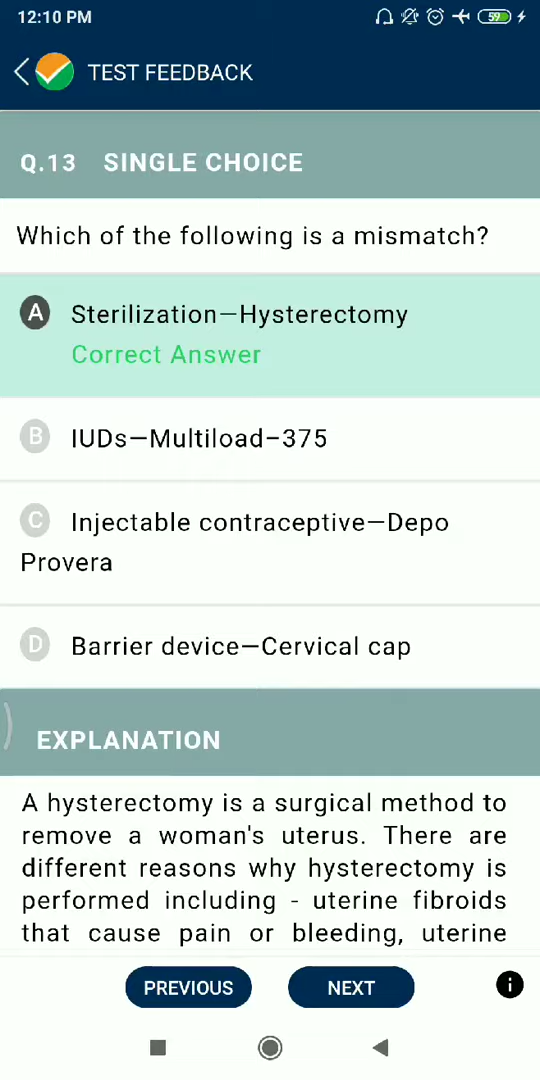 12:10 PM
59
TEST FEEDBACK
Q.13 SINGLE CHOICE
Which of the following is a mismatch?
A Sterilization—Hysterectomy
Correct Answer
B IUDs—Multiload–375
C Injectable contraceptive—Depo
Provera
D Barrier device—Cervical cap
EXPLANATION
A hysterectomy is a surgical method to
remove a woman's uterus. There are
different reasons why hysterectomy is
performed including - uterine fibroids
that cause pain or bleeding, uterine
PREVIOUS
NEXT